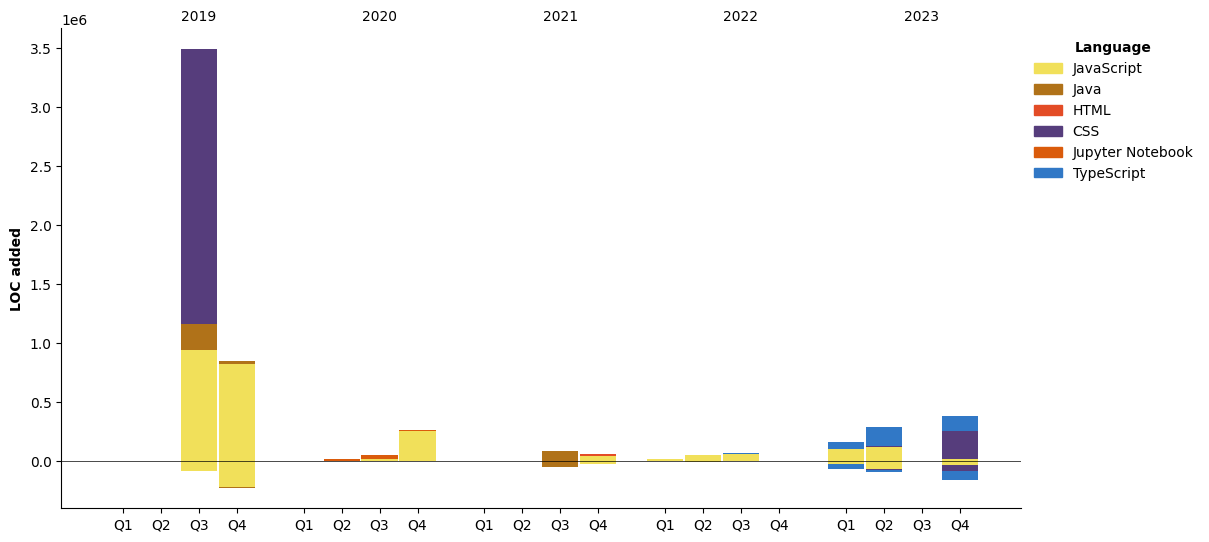 1e6
2019 2020 2021 2022 2023
LOC added
3.5
3.0
2.5
2.0
1.5
1.0
0.5
0.0
Q1 Q2 Q3 Q4 Q1 Q2 Q3 Q4 Q1 Q2 Q3 Q4 Q1 Q2 Q3 Q4 Q1 Q2 Q3 Q4
Language
JavaScript
Java
HTML
CSS
Jupyter Notebook
TypeScript